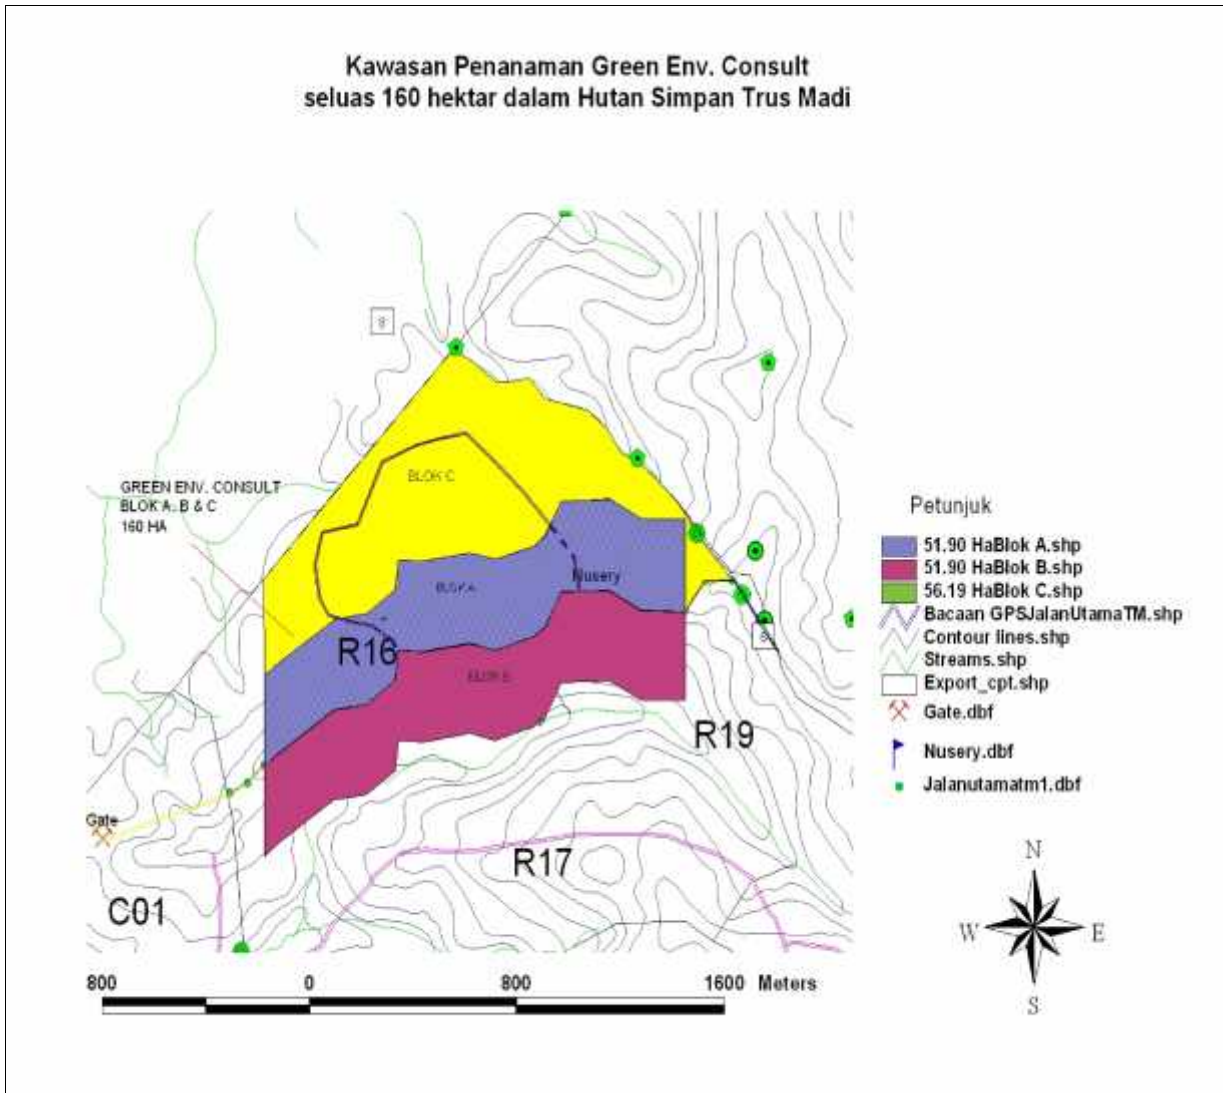 Kawasan Penanaman Green Env. Consult
seluas 160 hektar dalam Hutan Simpan Trus Madi
8
GREEN ENV. CONSULT
BLOK A. B & C
160 HA
BLOK C
BLOK A
Nusery
R16
BLOK B
8
R19
Gate
R17
C01
Petunjuk
51.90 HaBlok A.shp
51.90 HaBlok B.shp
56.19 HaBlok C.shp
Bacaan GPSJalanUtamaTM.shp
Contour lines.shp
Streams.shp
Export_cpt.shp
Gate.dbf
Nusery.dbf
Jalanutamatm1.dbf
N
W
E
S
800 0 800 1600 Meters